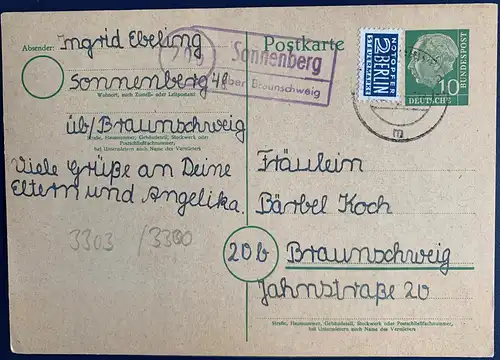 Absender:
Ingrid Ebeling
Sonnenberg 48
Wohnort, auch Zustell- oder Leitpostamt
üb/Braunschweig
Straße, Hausnummer, Gebäudeteil, Stockwerk oder
Postschließfachnummer;
bei Untermietern auch Name des Vermieters
Viele Grüße an Deine
Eltern und Angelika.
3303 /3300
Sonnenberg
über Braunschweig
Postkarte
NOTOPFER
2 BERLIN
STEUERMARKE
10
DEUTSCHE
BUNDESPOST
Fräulein
Bärbel Koch
20b
Braunschweig
Jahnstraße 20
Straße, Hausnummer, Gebäudeteil, Stockwerk oder Postschließfachnummer;
bei Untermietern auch Name des Vermieters